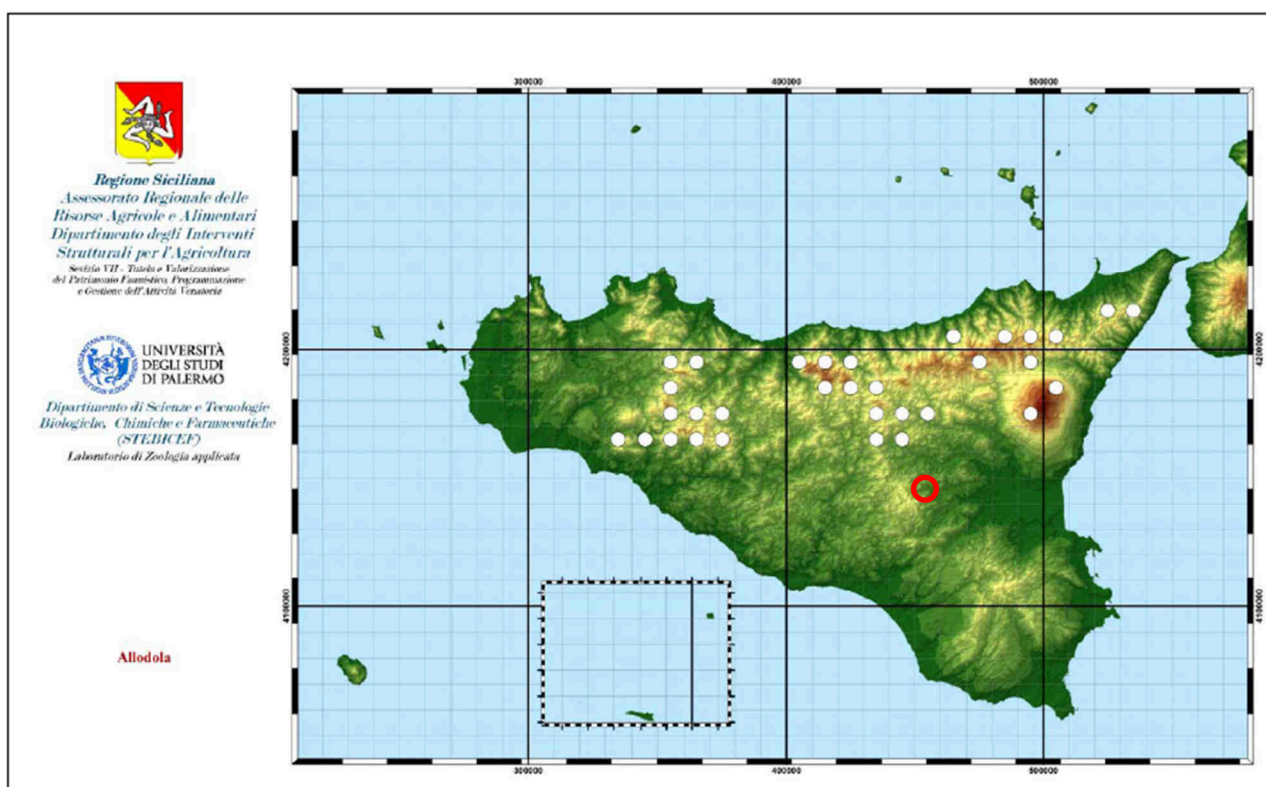 300000
400000
500000
Regione Siciliana
Assessorato Regionale delle
Risorse Agricole e Alimentari
Dipartimento degli Interventi
Strutturali per l'Agricoltura
Servizio VII - Tutela e Valorizzazione
del Patrimonio Faunistico, Programmazione
e Gestione dell'Attività Venatoria
UNIVERSITÀ
DEGLI STUDI
DI PALERMO
Dipartimento di Scienze e Tecnologie
Biologiche, Chimiche e Farmaceutiche
(STEBICEF)
Laboratorio di Zoologia applicata
4200000
4200000
4100000
4100000
Allodola
300000
400000
500000